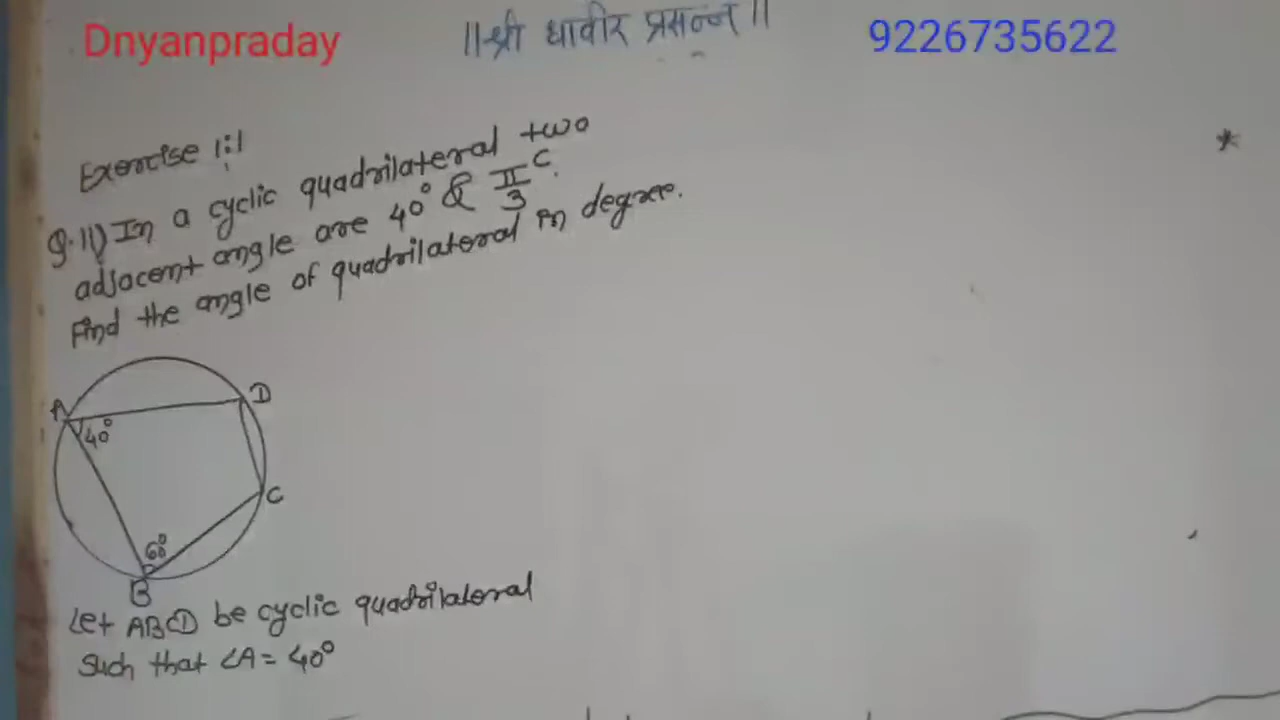 Dnyanpraday
||श्री धावीर प्रसन्न||
9226735622
Exercise 1:1
Q.11) In a cyclic quadrilateral two
adjacent angle are 40° & π/3 ᶜ.
Find the angle of quadrilateral in degree.
A
D
40°
C
60°
B
Let ABCD be cyclic quadrilateral
Such that ∠A = 40°